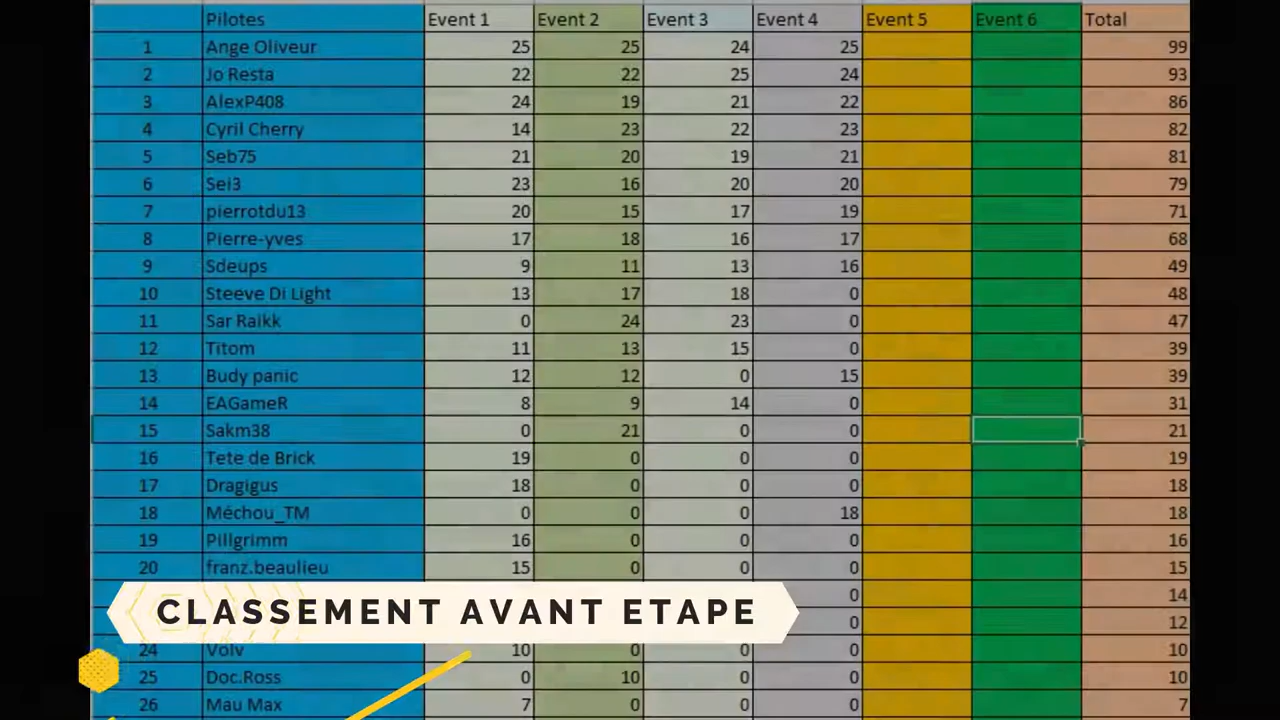 Pilotes Event 1 Event 2 Event 3 Event 4 Event 5 Event 6 Total
1 Ange Oliveur 25 25 24 25 99
2 Jo Resta 22 22 25 24 93
3 AlexP408 24 19 21 22 86
4 Cyril Cherry 14 23 22 23 82
5 Seb75 21 20 19 21 81
6 Sei3 23 16 20 20 79
7 pierrotdu13 20 15 17 19 71
8 Pierre-yves 17 18 16 17 68
9 Sdeups 9 11 13 16 49
10 Steeve Di Light 13 17 18 0 48
11 Sar Raikk 0 24 23 0 47
12 Titom 11 13 15 0 39
13 Budy panic 12 12 0 15 39
14 EAGameR 8 9 14 0 31
15 Sakm38 0 21 0 0 21
16 Tete de Brick 19 0 0 0 19
17 Dragigus 18 0 0 0 18
18 Méchou_TM 0 0 0 18 18
19 Pillgrimm 16 0 0 0 16
20 franz.beaulieu 15 0 0 0 15
0 14
CLASSEMENT AVANT ETAPE
0 12
24 Volv 10 0 0 0 10
25 Doc.Ross 0 10 0 0 10
26 Mau Max 7 0 0 0 7